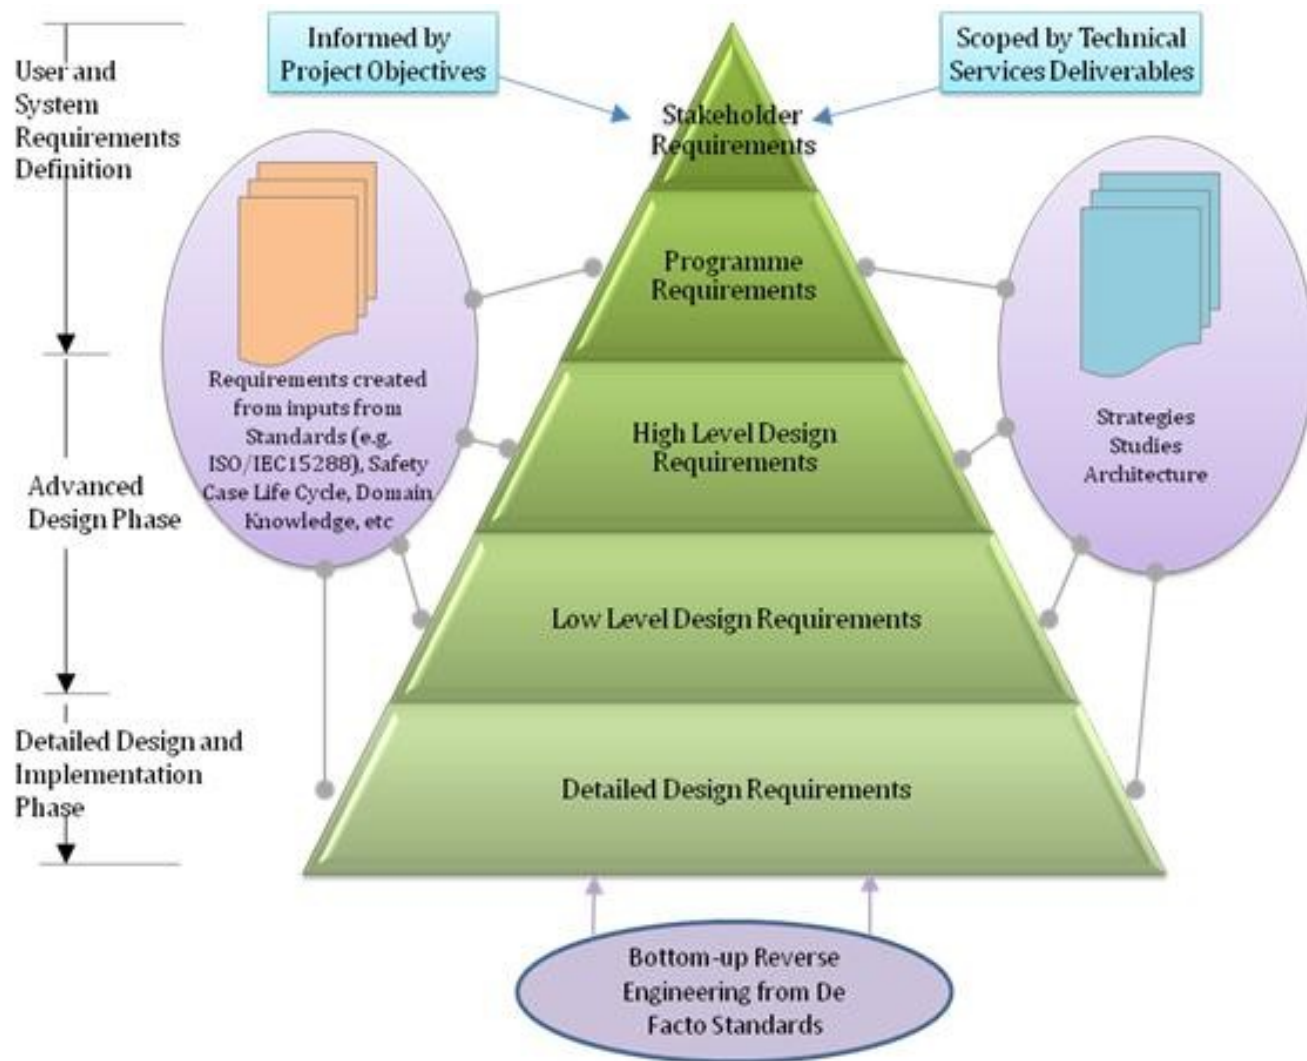 Informed by
Project Objectives
Scoped by Technical
Services Deliverables
User and
System
Requirements
Definition
Stakeholder
Requirements
Programme
Requirements
Requirements created
from inputs from
Standards (e.g.
ISO/IEC15288), Safety
Case Life Cycle, Domain
Knowledge, etc
Strategies
Studies
Architecture
High Level Design
Requirements
Advanced
Design Phase
Low Level Design Requirements
Detailed Design and
Implementation
Phase
Detailed Design Requirements
Bottom-up Reverse
Engineering from De
Facto Standards